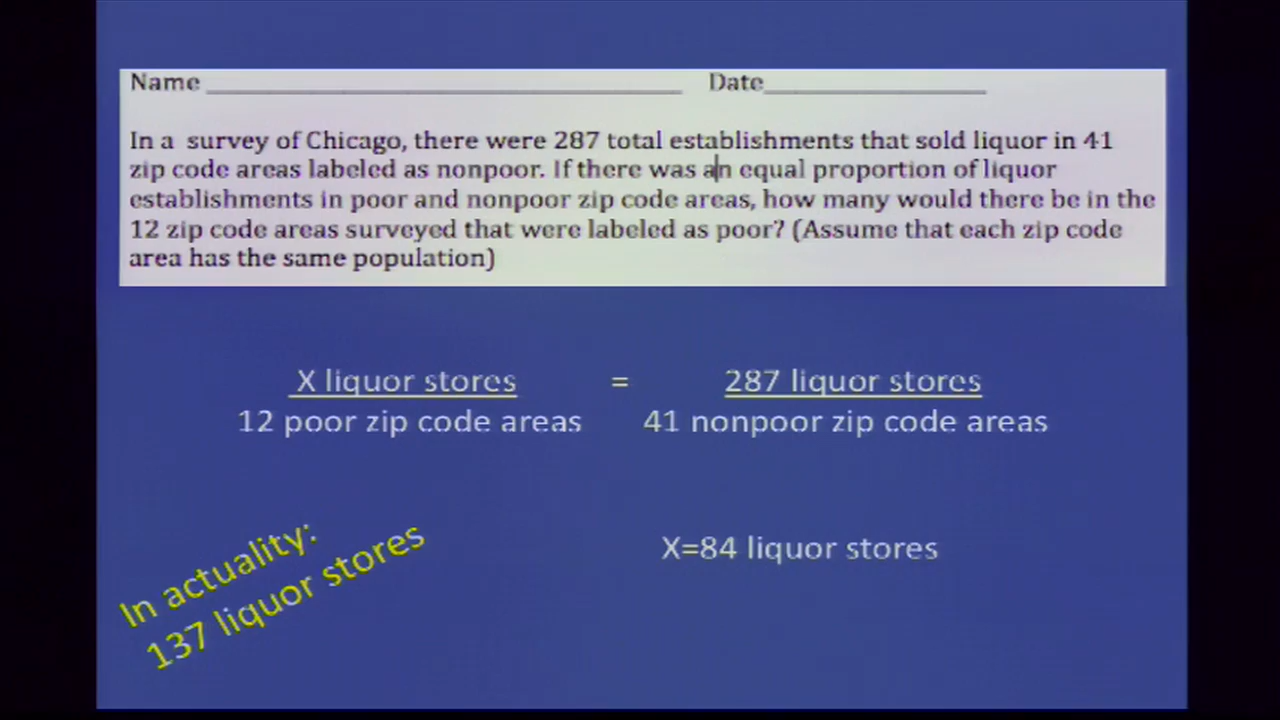 Name ______________________________ Date______________
In a survey of Chicago, there were 287 total establishments that sold liquor in 41
zip code areas labeled as nonpoor. If there was an equal proportion of liquor
establishments in poor and nonpoor zip code areas, how many would there be in the
12 zip code areas surveyed that were labeled as poor? (Assume that each zip code
area has the same population)
X liquor stores = 287 liquor stores
12 poor zip code areas 41 nonpoor zip code areas
In actuality:
137 liquor stores
X=84 liquor stores